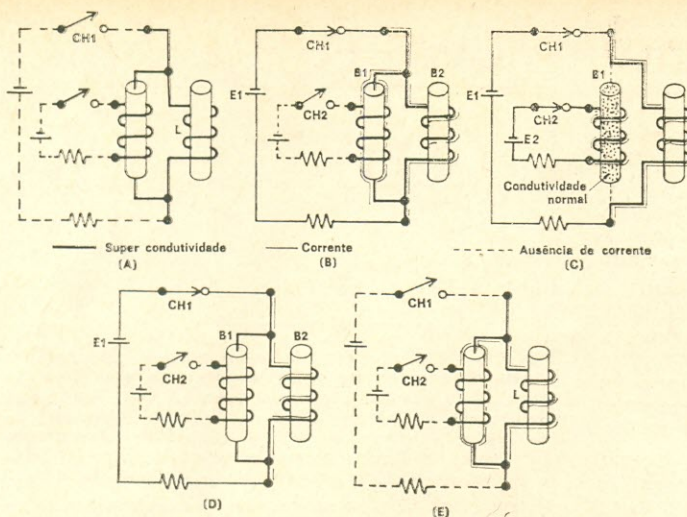 CH1
CH2
L
Super condutividade
(A)
CH1
B1
B2
E1
CH2
Corrente
(B)
CH1
B1
E1
CH2
E2
Condutividade
normal
Ausência de corrente
(C)
CH1
B1
B2
E1
CH2
(D)
CH1
CH2
L
(E)